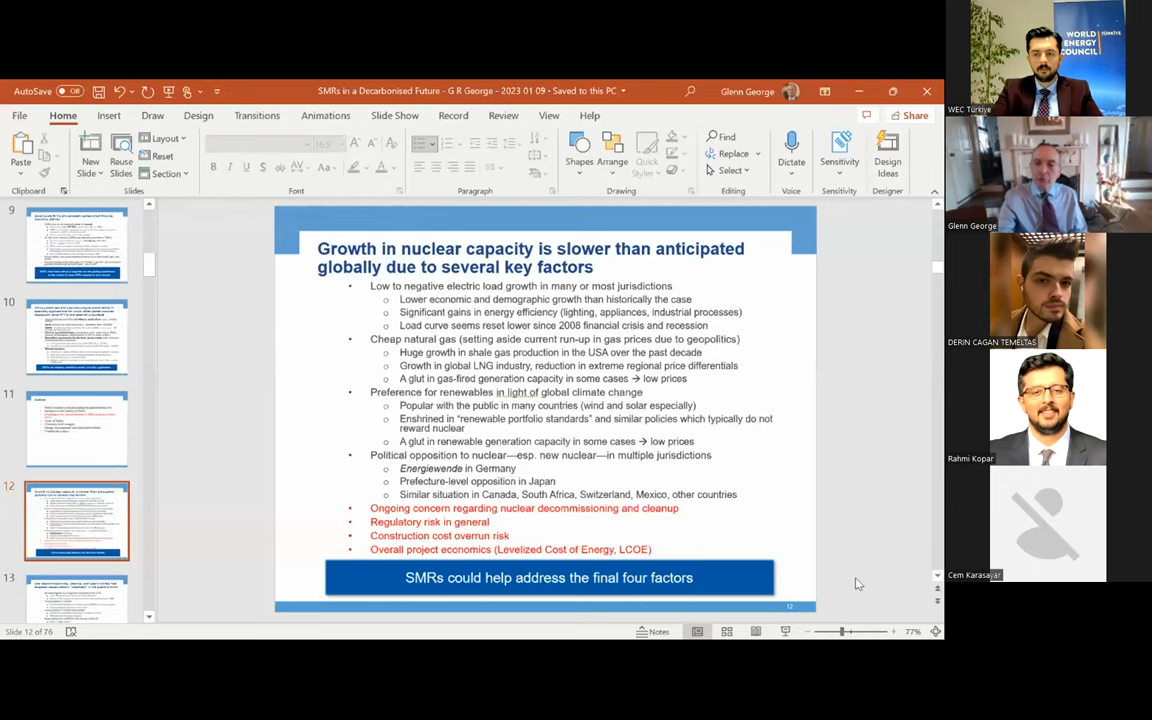 AutoSave
Off
SMRs in a Decarbonised Future - G R George - 2023 01 09 • Saved to this PC
Glenn George
File Home Insert Draw Design Transitions Animations Slide Show Record Review View Help
Share
Paste
New Slide
Reuse Slides
Layout
Reset
Section
16.9
Shapes
Arrange
Quick Styles
Find
Replace
Select
Dictate
Sensitivity
Design Ideas
Clipboard
Slides
Font
Paragraph
Drawing
Editing
Voice
Sensitivity
Designer
9
10
11
12
13
Growth in nuclear capacity is slower than anticipated
globally due to several key factors
• Low to negative electric load growth in many or most jurisdictions
o Lower economic and demographic growth than historically the case
o Significant gains in energy efficiency (lighting, appliances, industrial processes)
o Load curve seems reset lower since 2008 financial crisis and recession
• Cheap natural gas (setting aside current run-up in gas prices due to geopolitics)
o Huge growth in shale gas production in the USA over the past decade
o Growth in global LNG industry, reduction in extreme regional price differentials
o A glut in gas-fired generation capacity in some cases → low prices
• Preference for renewables in light of global climate change
o Popular with the public in many countries (wind and solar especially)
o Enshrined in “renewable portfolio standards” and similar policies which typically do not
reward nuclear
o A glut in renewable generation capacity in some cases → low prices
• Political opposition to nuclear—esp. new nuclear—in multiple jurisdictions
o Energiewende in Germany
o Prefecture-level opposition in Japan
o Similar situation in Canada, South Africa, Switzerland, Mexico, other countries
• Ongoing concern regarding nuclear decommissioning and cleanup
• Regulatory risk in general
• Construction cost overrun risk
• Overall project economics (Levelized Cost of Energy, LCOE)
SMRs could help address the final four factors
12
Slide 12 of 76
Notes
77%
WORLD
ENERGY
COUNCIL
TÜRKİYE
WEC Türkiye
Glenn George
DERIN CAGAN TEMELTAS
Rahmi Kopar
Cem Karasayar